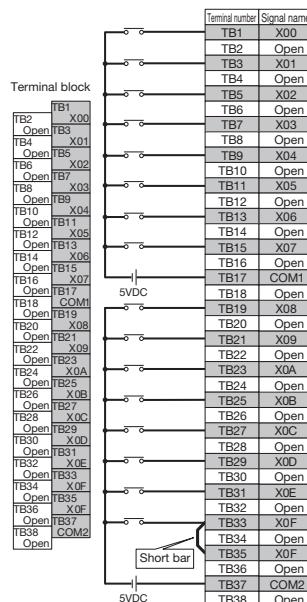 Terminal number Signal name
TB1 X00
TB2 Open
TB3 X01
TB4 Open
TB5 X02
TB6 Open
TB7 X03
TB8 Open
TB9 X04
TB10 Open
TB11 X05
TB12 Open
TB13 X06
TB14 Open
TB15 X07
TB16 Open
TB17 COM1
TB18 Open
TB19 X08
TB20 Open
TB21 X09
TB22 Open
TB23 X0A
TB24 Open
TB25 X0B
TB26 Open
TB27 X0C
TB28 Open
TB29 X0D
TB30 Open
TB31 X0E
TB32 Open
TB33 X0F
TB34 Open
TB35 X0F
TB36 Open
TB37 COM2
TB38 Open
Terminal block
TB1
X00
TB2
Open
TB3
X01
TB4
Open
TB5
X02
TB6
Open
TB7
X03
TB8
Open
TB9
X04
TB10
Open
TB11
X05
TB12
Open
TB13
X06
TB14
Open
TB15
X07
TB16
Open
TB17
COM1
TB18
Open
TB19
X08
TB20
Open
TB21
X09
TB22
Open
TB23
X0A
TB24
Open
TB25
X0B
TB26
Open
TB27
X0C
TB28
Open
TB29
X0D
TB30
Open
TB31
X0E
TB32
Open
TB33
X0F
TB34
Open
TB35
X0F
TB36
Open
TB37
COM2
TB38
Open
5VDC
Short bar
5VDC